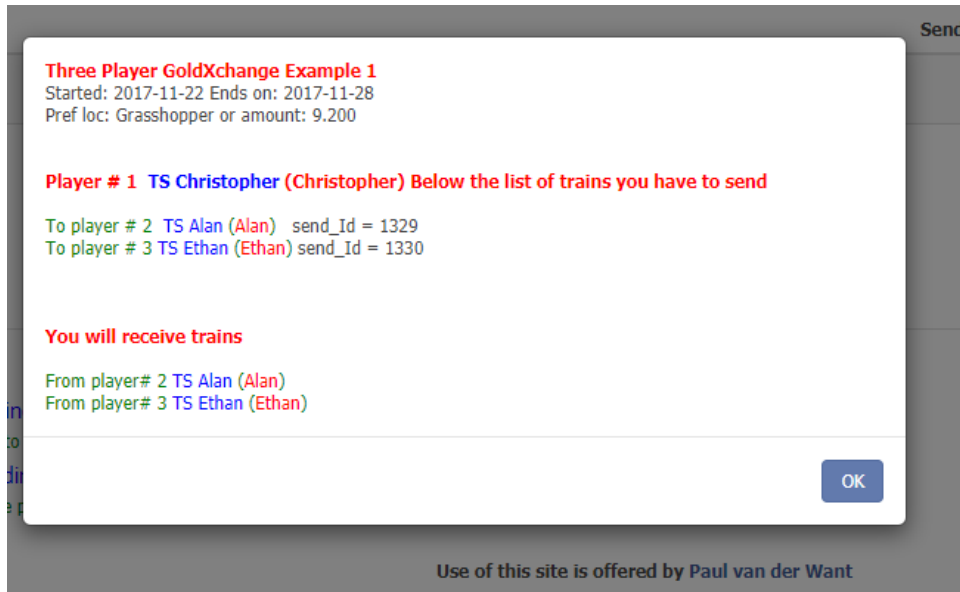 Send
Three Player GoldXchange Example 1
Started: 2017-11-22 Ends on: 2017-11-28
Pref loc: Grasshopper or amount: 9.200
Player # 1 TS Christopher (Christopher) Below the list of trains you have to send
To player # 2 TS Alan (Alan) send_Id = 1329
To player # 3 TS Ethan (Ethan) send_Id = 1330
You will receive trains
From player# 2 TS Alan (Alan)
From player# 3 TS Ethan (Ethan)
OK
Use of this site is offered by Paul van der Want